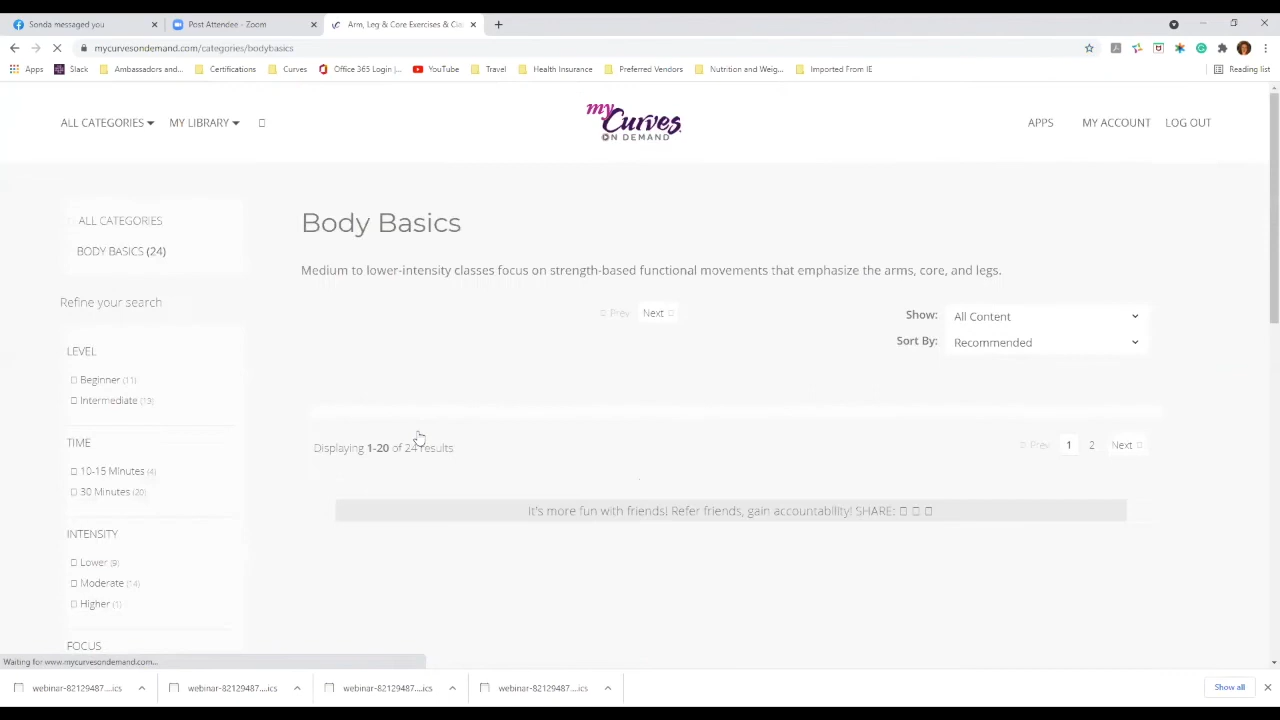 Sonda messaged you
Post Attendee - Zoom
Arm, Leg & Core Exercises & Cla
mycurvesondemand.com/categories/bodybasics
Apps Slack Ambassadors and... Certifications Curves Office 365 Login |... YouTube Travel Health Insurance Preferred Vendors Nutrition and Weig... Imported From IE Reading list
ALL CATEGORIES MY LIBRARY
my Curves ON DEMAND
APPS MY ACCOUNT LOG OUT
ALL CATEGORIES
BODY BASICS (24)
Refine your search
LEVEL
Beginner (11)
Intermediate (13)
TIME
10-15 Minutes (4)
30 Minutes (20)
INTENSITY
Lower (9)
Moderate (14)
Higher (1)
FOCUS
Body Basics
Medium to lower-intensity classes focus on strength-based functional movements that emphasize the arms, core, and legs.
Prev Next
Show: All Content
Sort By: Recommended
Displaying 1-20 of 24 results
Prev 1 2 Next
It's more fun with friends! Refer friends, gain accountability! SHARE:
Waiting for www.mycurvesondemand.com...
webinar-82129487....ics webinar-82129487....ics webinar-82129487....ics webinar-82129487....ics Show all